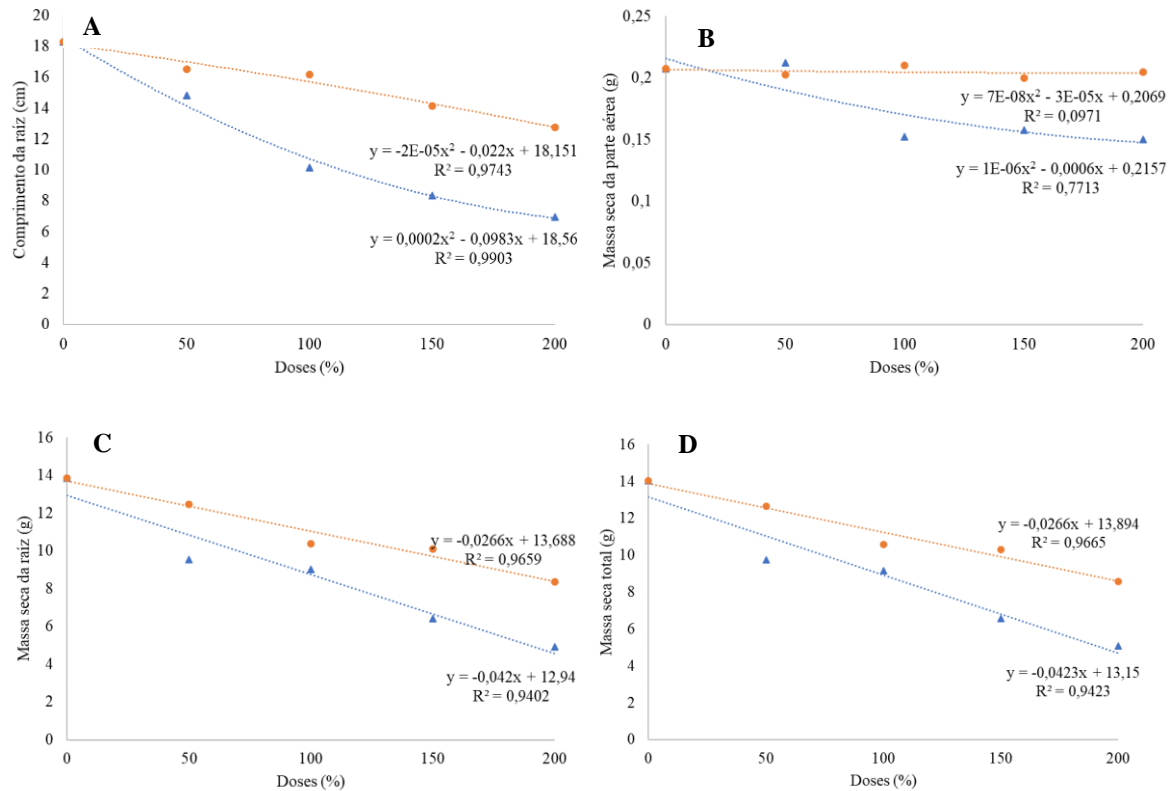 A
Comprimento da raíz (cm)
20
18
16
14
12
10
8
6
4
2
0
y = -2E-05x² - 0,022x + 18,151
R² = 0,9743
y = 0,0002x² - 0,0983x + 18,56
R² = 0,9903
0 50 100 150 200
Doses (%)
B
Massa seca da parte aérea (g)
0,25
0,2
0,15
0,1
0,05
0
y = 7E-08x² - 3E-05x + 0,2069
R² = 0,0971
y = 1E-06x² - 0,0006x + 0,2157
R² = 0,7713
0 50 100 150 200
Doses (%)
C
Massa seca da raíz (g)
16
14
12
10
8
6
4
2
0
y = -0,0266x + 13,688
R² = 0,9659
y = -0,042x + 12,94
R² = 0,9402
0 50 100 150 200
Doses (%)
D
Massa seca total (g)
16
14
12
10
8
6
4
2
0
y = -0,0266x + 13,894
R² = 0,9665
y = -0,0423x + 13,15
R² = 0,9423
0 50 100 150 200
Doses (%)